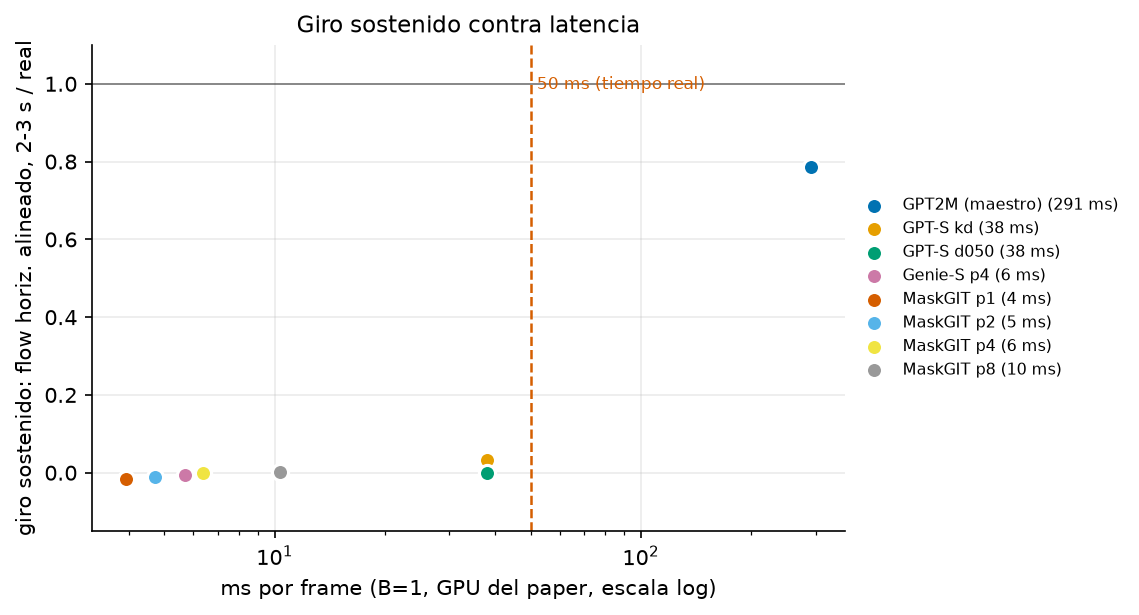 Giro sostenido contra latencia
giro sostenido: flow horiz. alineado, 2-3 s / real
1.0
0.8
0.6
0.4
0.2
0.0
50 ms (tiempo real)
10¹
10²
ms por frame (B=1, GPU del paper, escala log)
GPT2M (maestro) (291 ms)
GPT-S kd (38 ms)
GPT-S d050 (38 ms)
Genie-S p4 (6 ms)
MaskGIT p1 (4 ms)
MaskGIT p2 (5 ms)
MaskGIT p4 (6 ms)
MaskGIT p8 (10 ms)